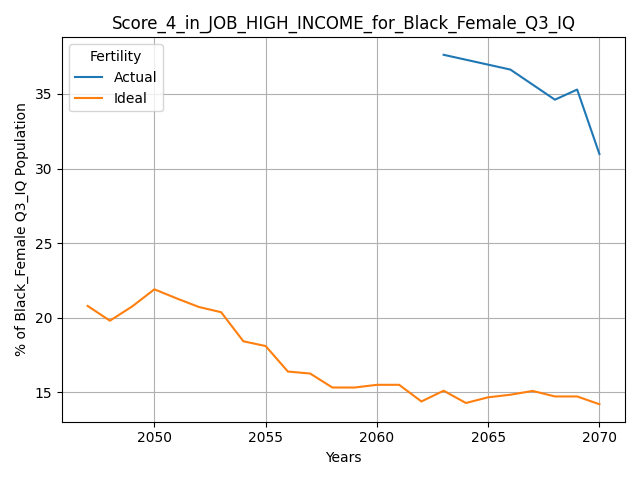 Score_4_in_JOB_HIGH_INCOME_for_Black_Female_Q3_IQ
Fertility
Actual
Ideal
% of Black_Female Q3_IQ Population
35
30
25
20
15
2050
2055
2060
2065
2070
Years